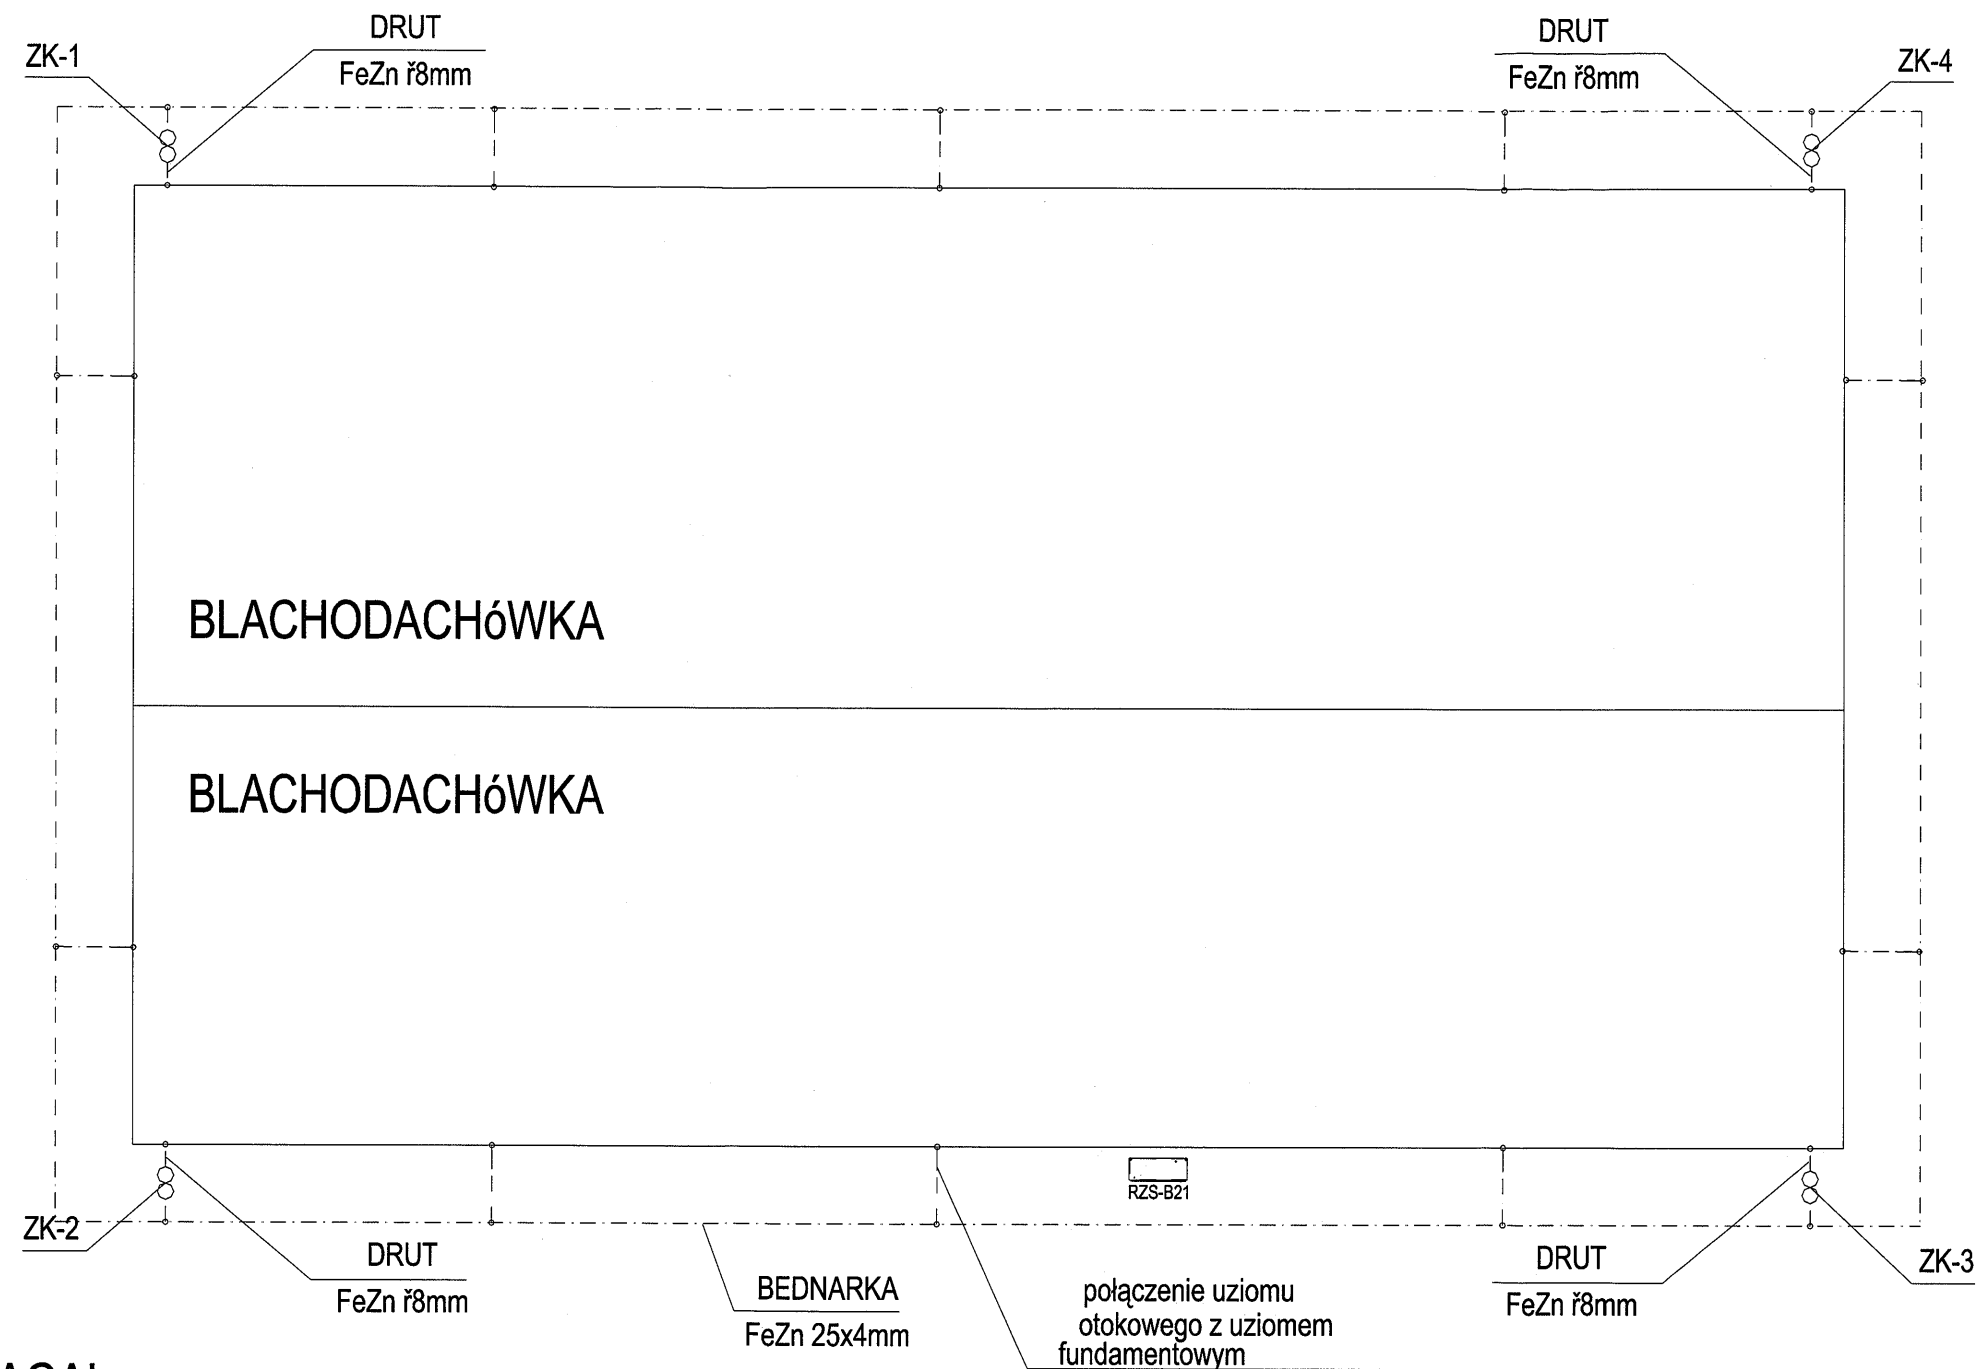 DRUT
FeZn ř8mm
ZK-1
DRUT
FeZn ř8mm
ZK-4
BLACHODACHóWKA
BLACHODACHóWKA
RZS-B21
ZK-2
DRUT
FeZn ř8mm
BEDNARKA
FeZn 25x4mm
połączenie uziomu
otokowego z uziomem
fundamentowym
DRUT
FeZn ř8mm
ZK-3